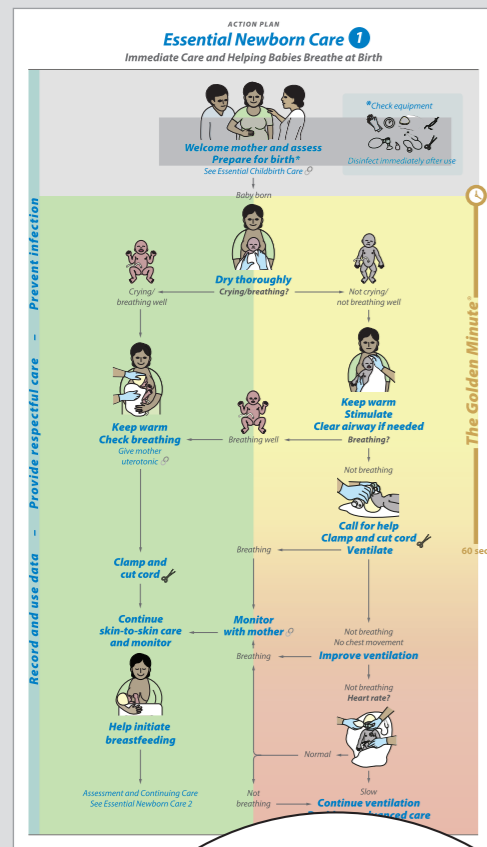 ACTION PLAN
Essential Newborn Care 1
Immediate Care and Helping Babies Breathe at Birth
*Check equipment
Disinfect immediately after use
Welcome mother and assess
Prepare for birth*
See Essential Childbirth Care
Baby born
Dry thoroughly
Crying/breathing?
Crying/
breathing well
Not crying/
not breathing well
Keep warm
Check breathing
Give mother
uterotonic
Breathing well
Keep warm
Stimulate
Clear airway if needed
Breathing?
Not breathing
Call for help
Clamp and cut cord
Ventilate
Breathing
Clamp and
cut cord
Continue
skin-to-skin care
and monitor
Monitor
with mother
Not breathing
No chest movement
Breathing
Improve ventilation
Not breathing
Heart rate?
Help initiate
breastfeeding
Normal
Assessment and Continuing Care
See Essential Newborn Care 2
Not
breathing
Slow
Continue ventilation
care
Prevent infection
–
Provide respectful care
–
Record and use data
The Golden Minute®
60 sec